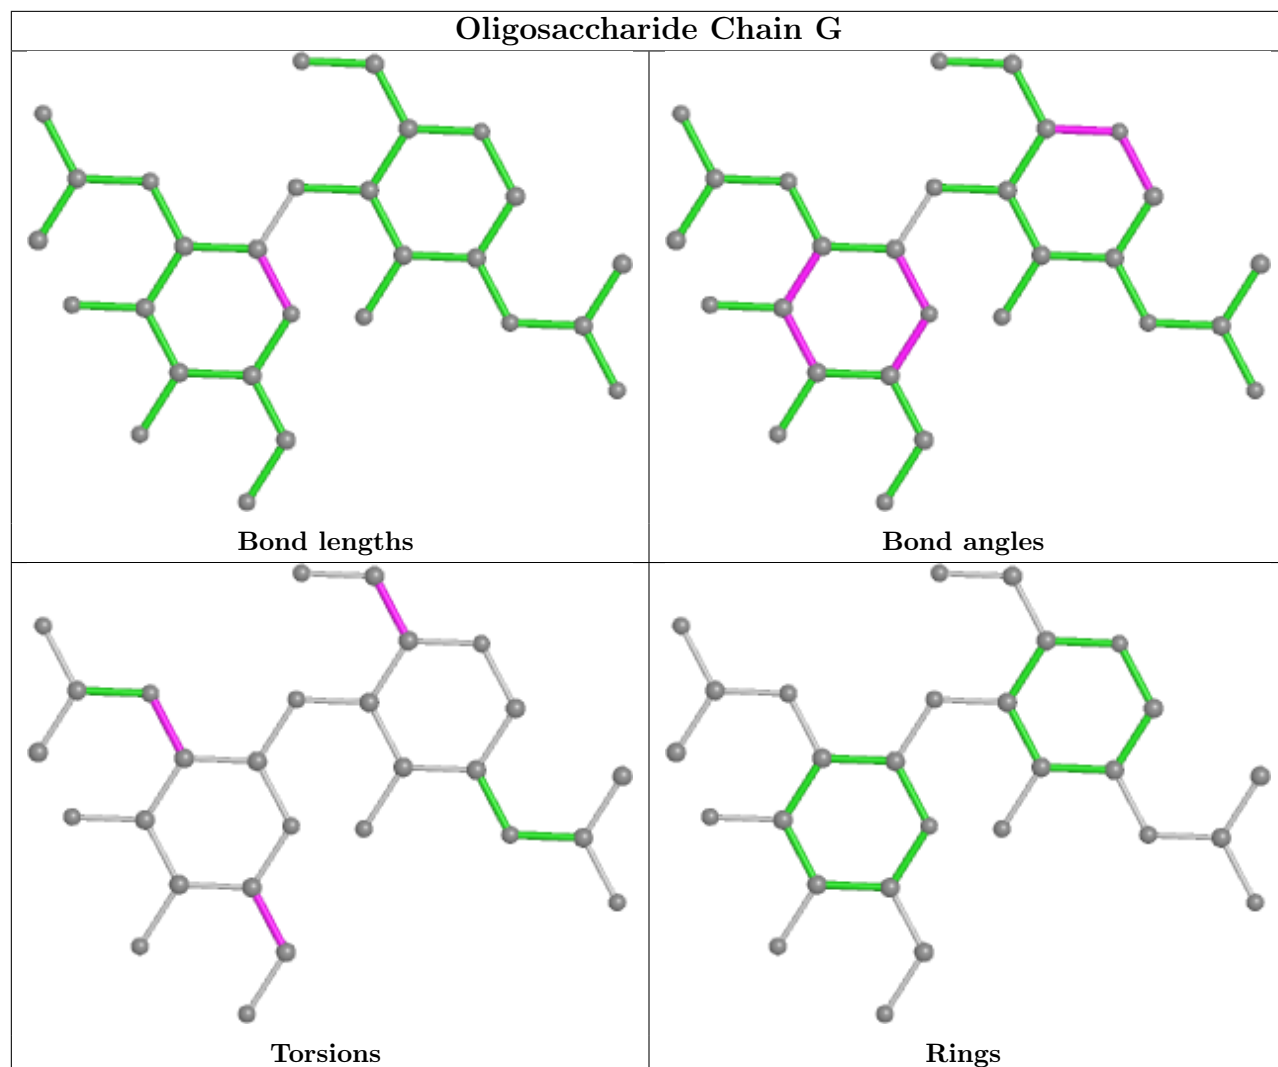 Oligosaccharide Chain G
Bond lengths
Bond angles
Torsions
Rings